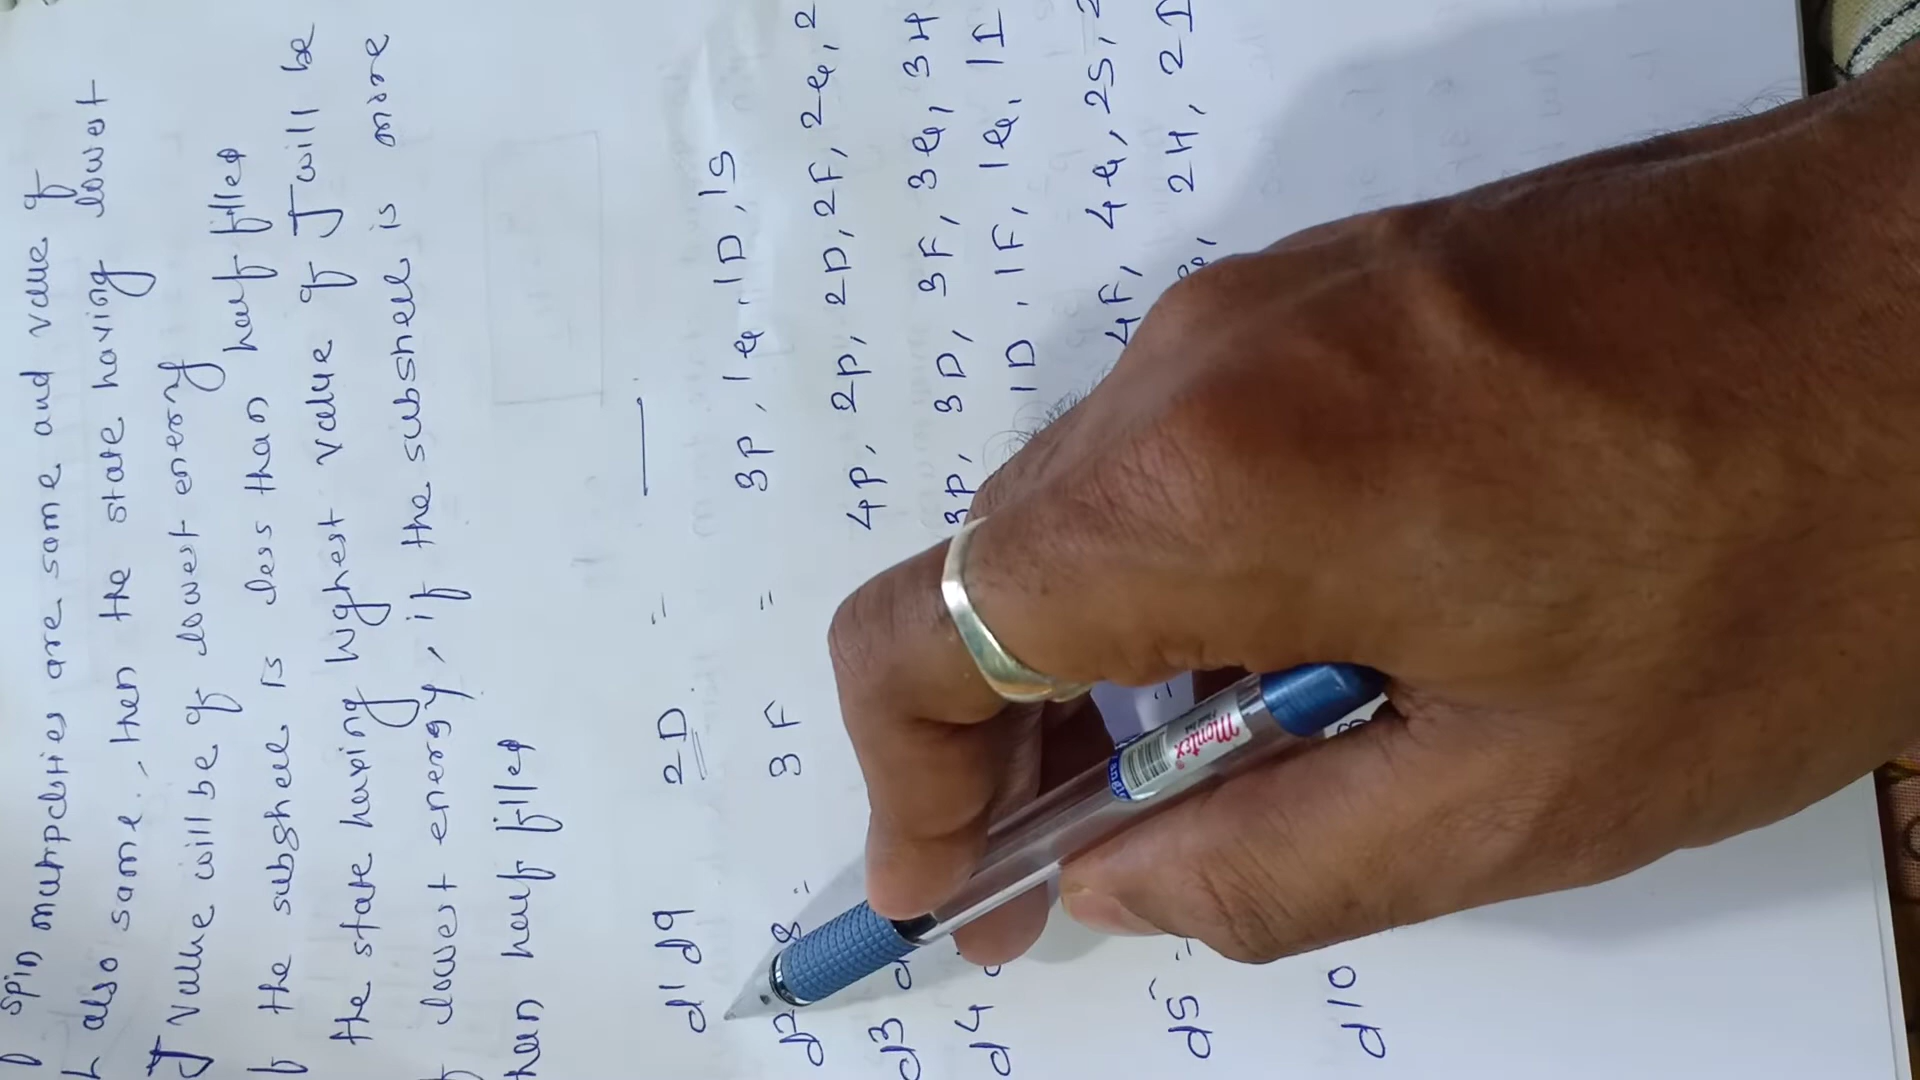 spin multiplicities are same and value of
L also same, then the state having lowest
J value will be of lowest energy
if the subshell is less than half filled
the state having highest value of J will be
of lowest energy, if the subshell is more
than half filled
d1 d9 2D = —
d2 d8 = 3F = 3P, 1G, 1D, 1S
d3 d 4P, 2P, 2D, 2F, 2G, 2
d4 d 3P, 3D, 3F, 3G, 3H
1D, 1F, 1G, 1I
d5 = 4F, 4G, 2S, 2
2H, 2I
d10
Montex